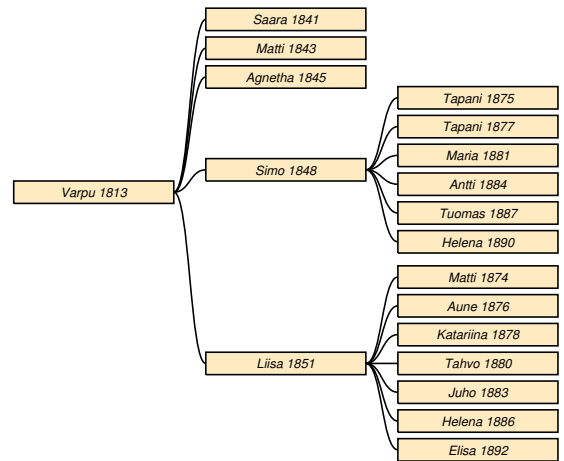 Saara 1841
Matti 1843
Agnetha 1845
Tapani 1875
Tapani 1877
Maria 1881
Simo 1848
Antti 1884
Varpu 1813
Tuomas 1887
Helena 1890
Matti 1874
Aune 1876
Katariina 1878
Liisa 1851
Tahvo 1880
Juho 1883
Helena 1886
Elisa 1892